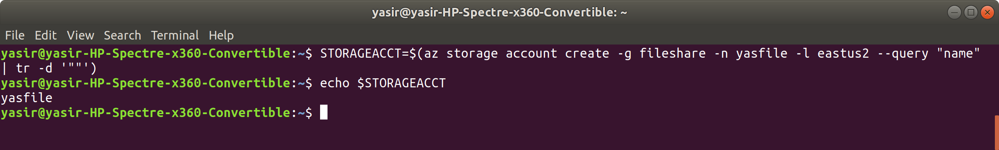 yasir@yasir-HP-Spectre-x360-Convertible: ~
File Edit View Search Terminal Help
yasir@yasir-HP-Spectre-x360-Convertible:~$ STORAGEACCT=$(az storage account create -g fileshare -n yasfile -l eastus2 --query "name"
| tr -d '""')
yasir@yasir-HP-Spectre-x360-Convertible:~$ echo $STORAGEACCT
yasfile
yasir@yasir-HP-Spectre-x360-Convertible:~$